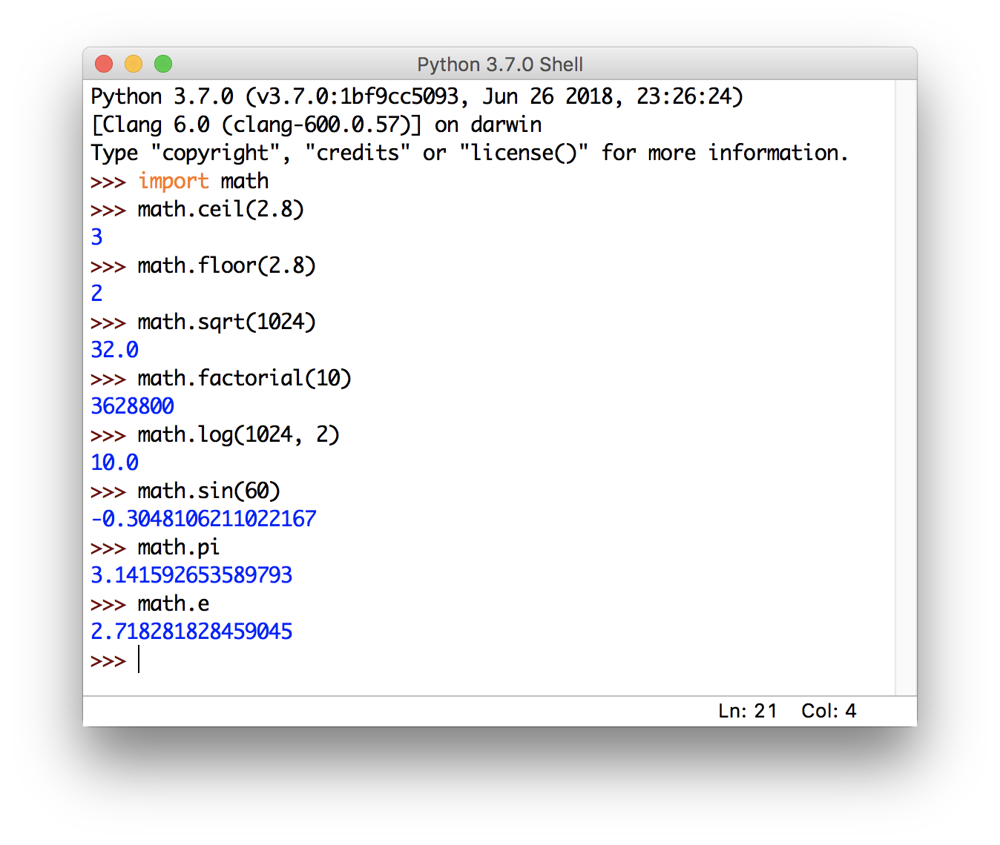 Python 3.7.0 Shell
Python 3.7.0 (v3.7.0:1bf9cc5093, Jun 26 2018, 23:26:24)
[Clang 6.0 (clang-600.0.57)] on darwin
Type "copyright", "credits" or "license()" for more information.
>>> import math
>>> math.ceil(2.8)
3
>>> math.floor(2.8)
2
>>> math.sqrt(1024)
32.0
>>> math.factorial(10)
3628800
>>> math.log(1024, 2)
10.0
>>> math.sin(60)
-0.3048106211022167
>>> math.pi
3.141592653589793
>>> math.e
2.718281828459045
>>>
Ln: 21 Col: 4